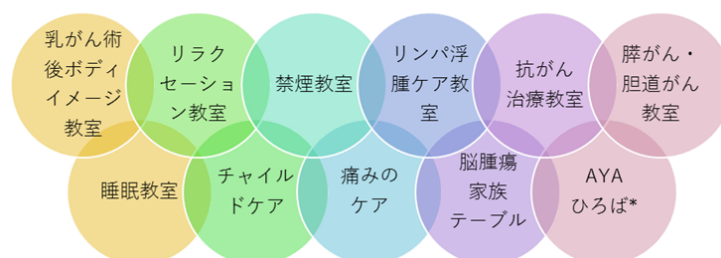 乳がん術
後ボディ
イメージ
教室
リラク
セーショ
ン教室
禁煙教室
リンパ浮
腫ケア教
室
抗がん
治療教室
膵がん・
胆道がん
教室
睡眠教室
チャイル
ドケア
痛みの
ケア
脳腫瘍
家族
テーブル
AYA
ひろば*